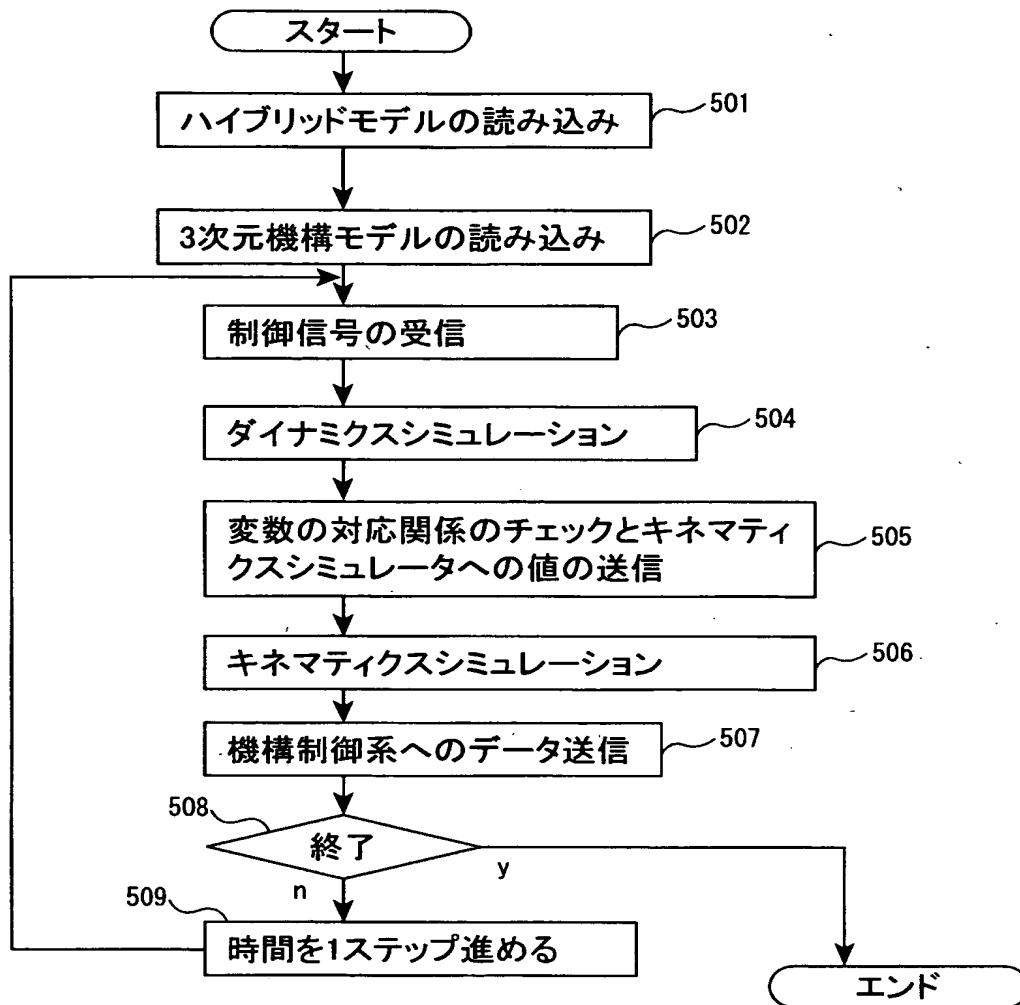 スタート
ハイブリッドモデルの読み込み
501
3次元機構モデルの読み込み
502
制御信号の受信
503
ダイナミクスシミュレーション
504
変数の対応関係のチェックとキネマティ
クスシミュレータへの値の送信
505
キネマティクスシミュレーション
506
機構制御系へのデータ送信
507
508
終了
y
n
509
時間を1ステップ進める
エンド